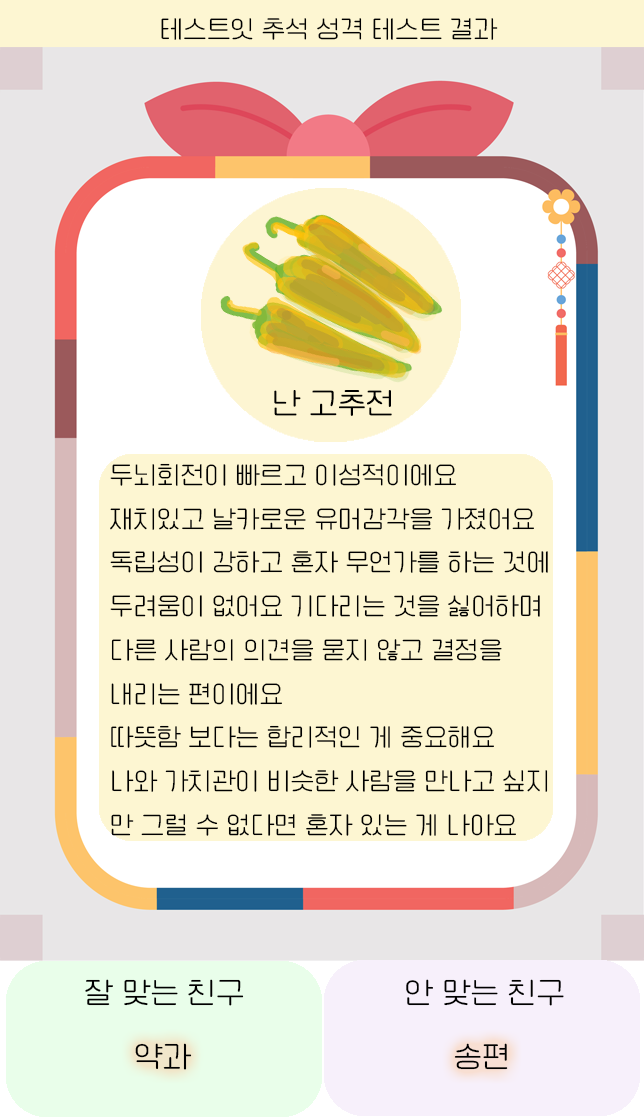 테스트잇 추석 성격 테스트 결과
난 고추전
두뇌회전이 빠르고 이성적이에요
재치있고 날카로운 유머감각을 가졌어요
독립성이 강하고 혼자 무언가를 하는 것에
두려움이 없어요 기다리는 것을 싫어하며
다른 사람의 의견을 묻지 않고 결정을
내리는 편이에요
따뜻함 보다는 합리적인 게 중요해요
나와 가치관이 비슷한 사람을 만나고 싶지
만 그럴 수 없다면 혼자 있는 게 나아요
잘 맞는 친구
약과
안 맞는 친구
송편